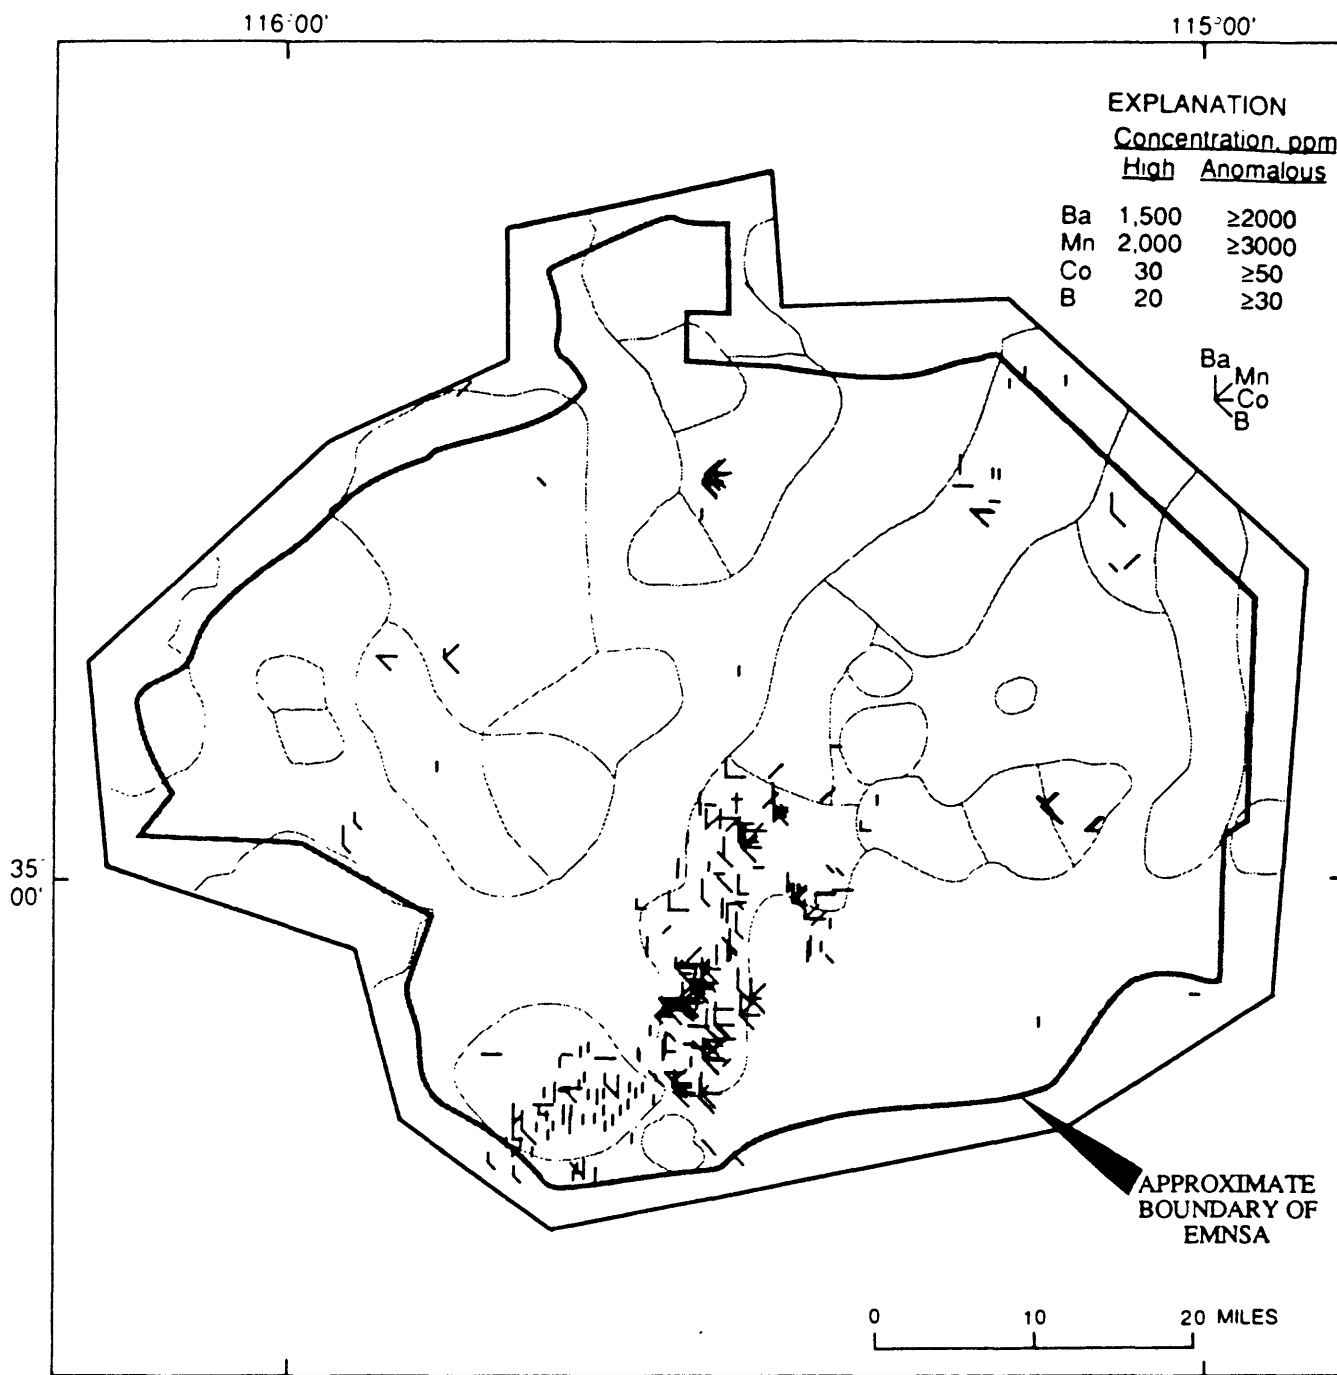 116°00'
115°00'
EXPLANATION
Concentration, ppm
High Anomalous
Ba 1,500 ≥2000
Mn 2,000 ≥3000
Co 30 ≥50
B 20 ≥30
Ba
Mn
Co
B
35°
00'
APPROXIMATE
BOUNDARY OF
EMNSA
0 10 20 MILES